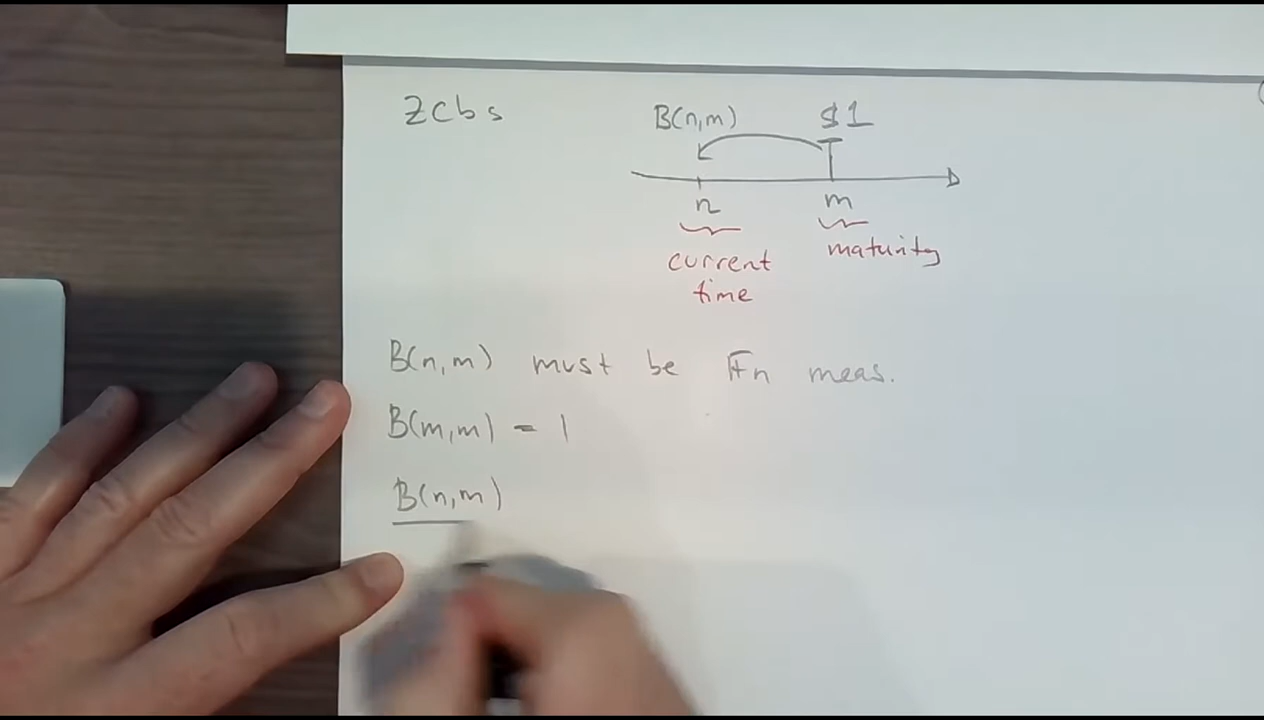 Zcbs
B(n,m) $1
n m
current time
maturity
B(n,m) must be Fn meas.
B(m,m) = 1
B(n,m)